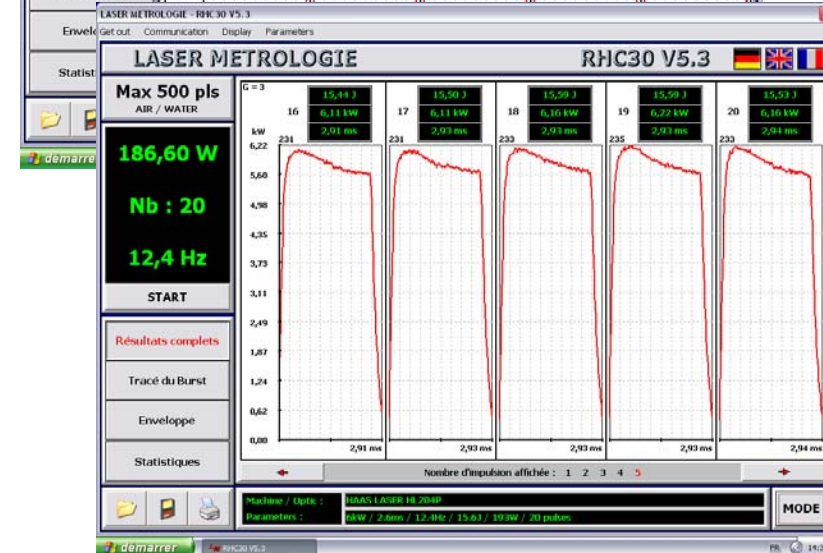 LASER METROLOGIE - RHC30 V5.3
Get out Communication Display Parameters
LASER METROLOGIE RHC30 V5.3
Envel
Statist
démarre
Max 500 pls
AIR / WATER
186,60 W
Nb : 20
12,4 Hz
START
Résultats complets
Tracé du Burst
Enveloppe
Statistiques
G = 3
16 15,44 J 6,11 kW 2,91 ms
17 15,50 J 6,11 kW 2,93 ms
18 15,59 J 6,16 kW 2,93 ms
19 15,59 J 6,22 kW 2,93 ms
20 15,53 J 6,16 kW 2,94 ms
kW 231 231 233 235 233
6,22
5,60
4,98
4,35
3,73
3,11
2,49
1,87
1,24
0,62
0,00
2,91 ms 2,93 ms 2,93 ms 2,93 ms 2,94 ms
Nombre d'impulsion affichée : 1 2 3 4 5
Machine / Optic : HAAS LASER HL204P
Parameters : 6kW / 2.6ms / 12.4Hz / 15.6J / 193W / 20 pulses
MODE
démarrer RHC30 V5.3 FR 14:3